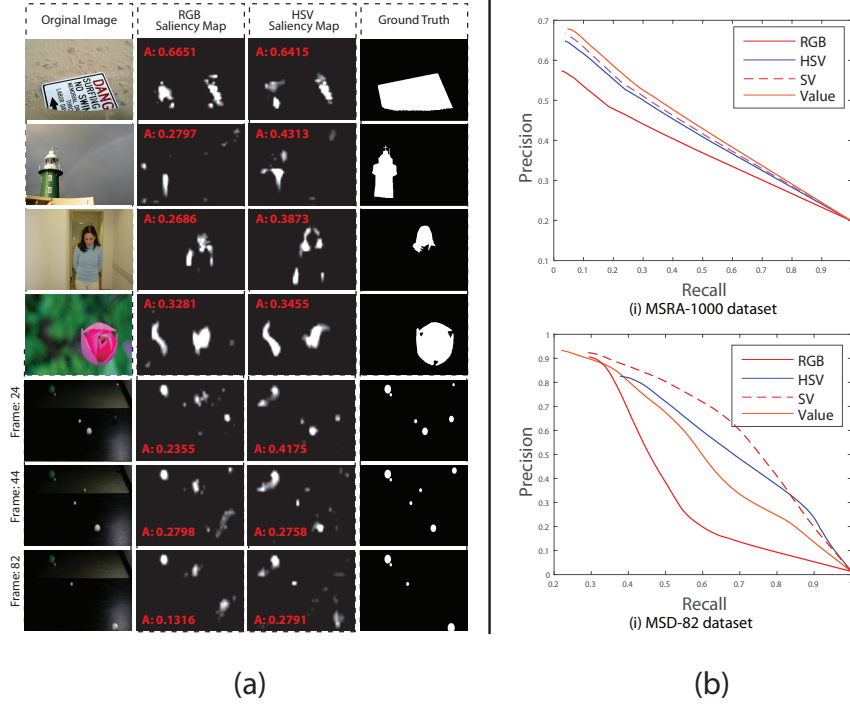 Orginal Image
RGB
Saliency Map
HSV
Saliency Map
Ground Truth
A: 0.6651
A: 0.6415
DANG
SURFING
NO SWIM
A: 0.2797
A: 0.4313
A: 0.2686
A: 0.3873
A: 0.3281
A: 0.3455
Frame: 24
A: 0.2355
A: 0.4175
Frame: 44
A: 0.2798
A: 0.2758
Frame: 82
A: 0.1316
A: 0.2791
(a)
0.7
0.6
0.5
0.4
0.3
0.2
0.1
Precision
RGB
HSV
SV
Value
0 0.1 0.2 0.3 0.4 0.5 0.6 0.7 0.8 0.9
Recall
(i) MSRA-1000 dataset
1
0.9
0.8
0.7
0.6
0.5
0.4
0.3
0.2
0.1
0
Precision
RGB
HSV
SV
Value
0.2 0.3 0.4 0.5 0.6 0.7 0.8 0.9
Recall
(i) MSD-82 dataset
(b)